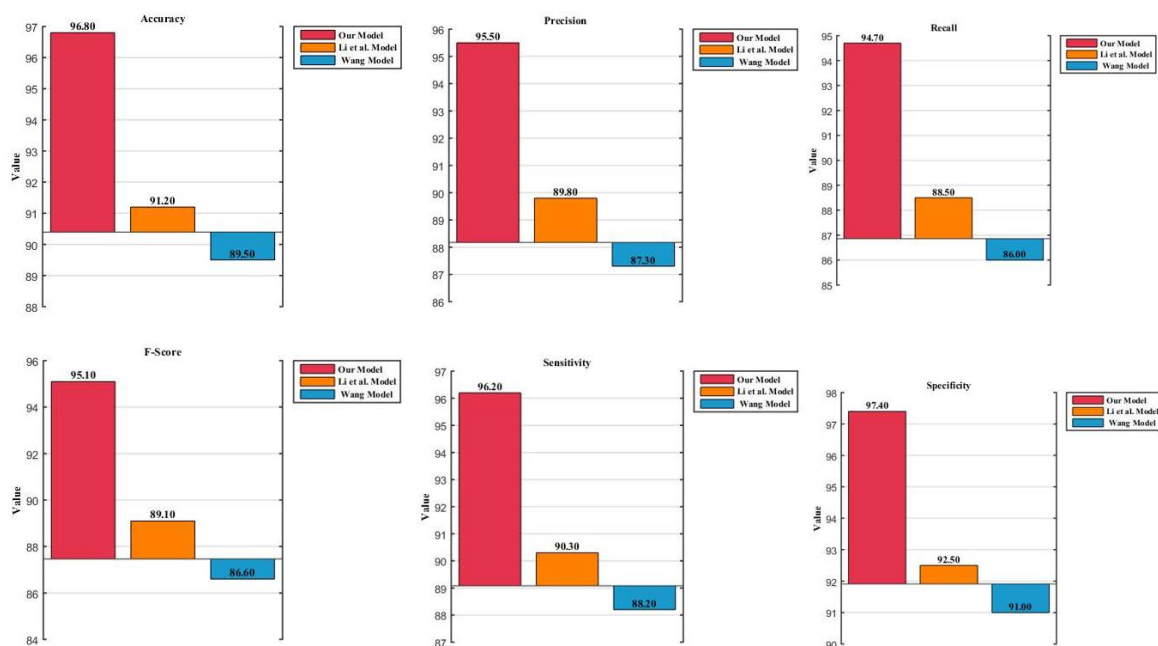 Accuracy
97
96
95
94
93
92
91
90
89
88
Value
96.80
91.20
89.50
Our Model
Li et al. Model
Wang Model
Precision
96
95
94
93
92
91
90
89
88
87
86
Value
95.50
89.80
87.30
Our Model
Li et al. Model
Wang Model
Recall
95
94
93
92
91
90
89
88
87
86
85
Value
94.70
88.50
86.00
Our Model
Li et al. Model
Wang Model
F-Score
96
94
92
90
88
86
84
Value
95.10
89.10
86.60
Our Model
Li et al. Model
Wang Model
Sensitivity
97
96
95
94
93
92
91
90
89
88
87
Value
96.20
90.30
88.20
Our Model
Li et al. Model
Wang Model
Specificity
98
97
96
95
94
93
92
91
90
Value
97.40
92.50
91.00
Our Model
Li et al. Model
Wang Model